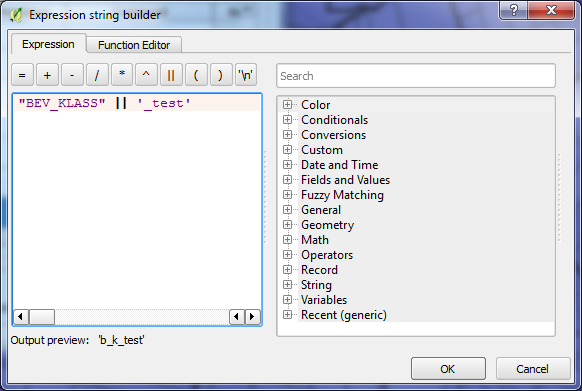 Expression string builder
Expression
Function Editor
= + - / * ^ || ( ) '\n'
Search
"BEV_KLASS" || '_test'
Color
Conditionals
Conversions
Custom
Date and Time
Fields and Values
Fuzzy Matching
General
Geometry
Math
Operators
Record
String
Variables
Recent (generic)
Output preview: 'b_k_test'
OK
Cancel